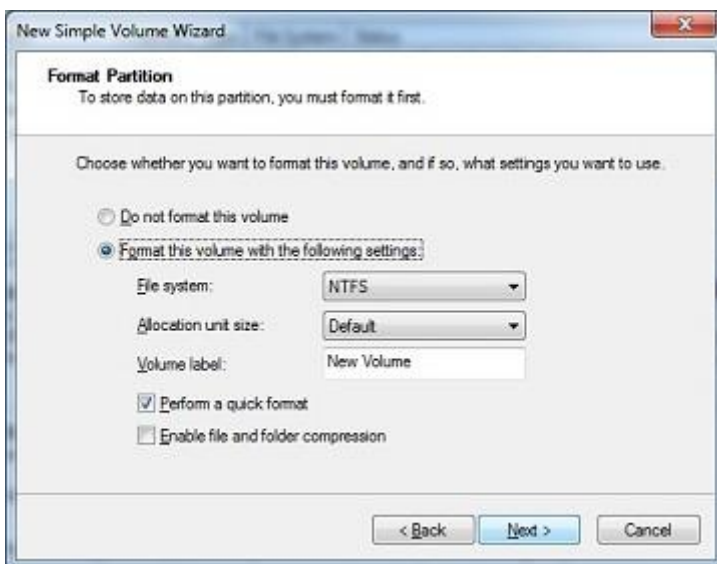 New Simple Volume Wizard
File System Status
Format Partition
To store data on this partition, you must format it first.
Choose whether you want to format this volume, and if so, what settings you want to use.
Do not format this volume
Format this volume with the following settings:
File system: NTFS
Allocation unit size: Default
Volume label: New Volume
Perform a quick format
Enable file and folder compression
< Back Next > Cancel